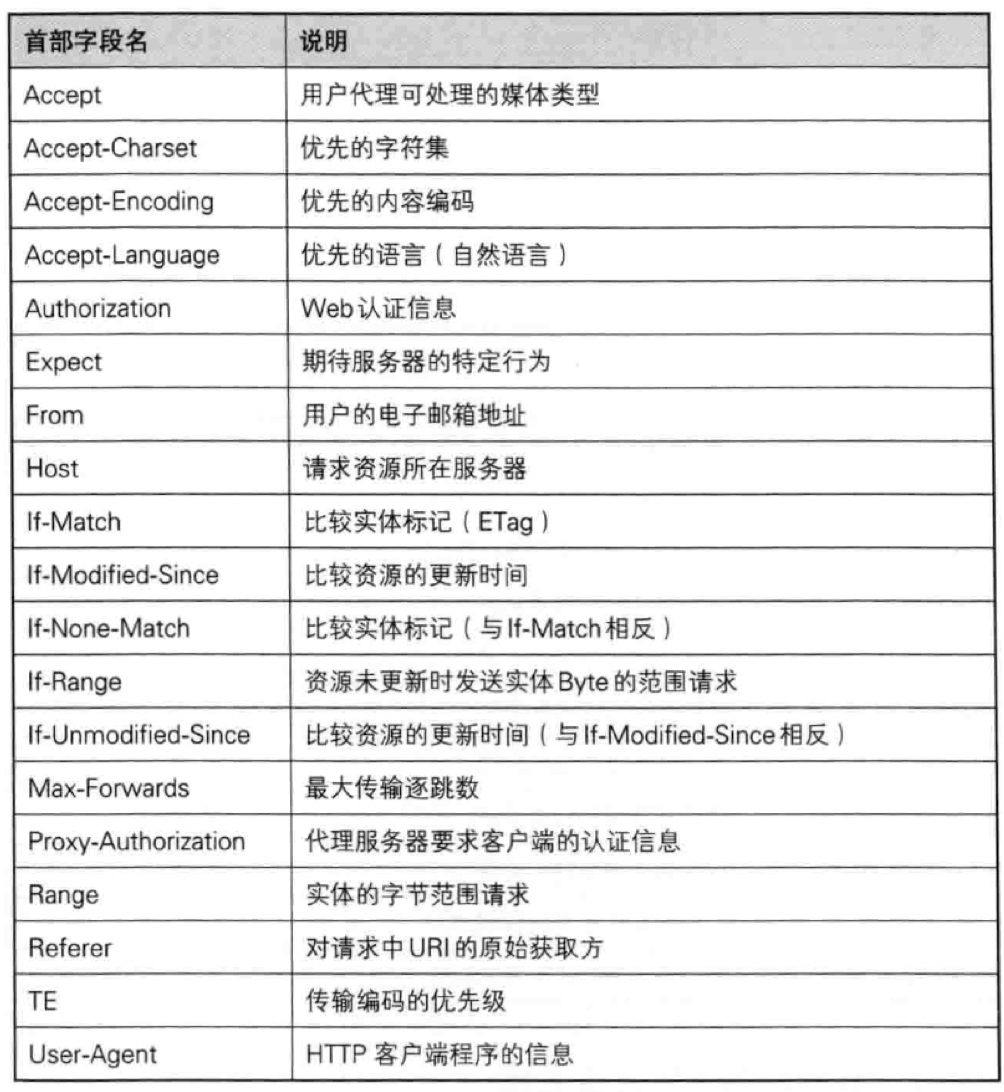 首部字段名 说明
Accept 用户代理可处理的媒体类型
Accept-Charset 优先的字符集
Accept-Encoding 优先的内容编码
Accept-Language 优先的语言（自然语言）
Authorization Web认证信息
Expect 期待服务器的特定行为
From 用户的电子邮箱地址
Host 请求资源所在服务器
If-Match 比较实体标记（ETag）
If-Modified-Since 比较资源的更新时间
If-None-Match 比较实体标记（与If-Match相反）
If-Range 资源未更新时发送实体Byte的范围请求
If-Unmodified-Since 比较资源的更新时间（与If-Modified-Since相反）
Max-Forwards 最大传输逐跳数
Proxy-Authorization 代理服务器要求客户端的认证信息
Range 实体的字节范围请求
Referer 对请求中URI的原始获取方
TE 传输编码的优先级
User-Agent HTTP 客户端程序的信息